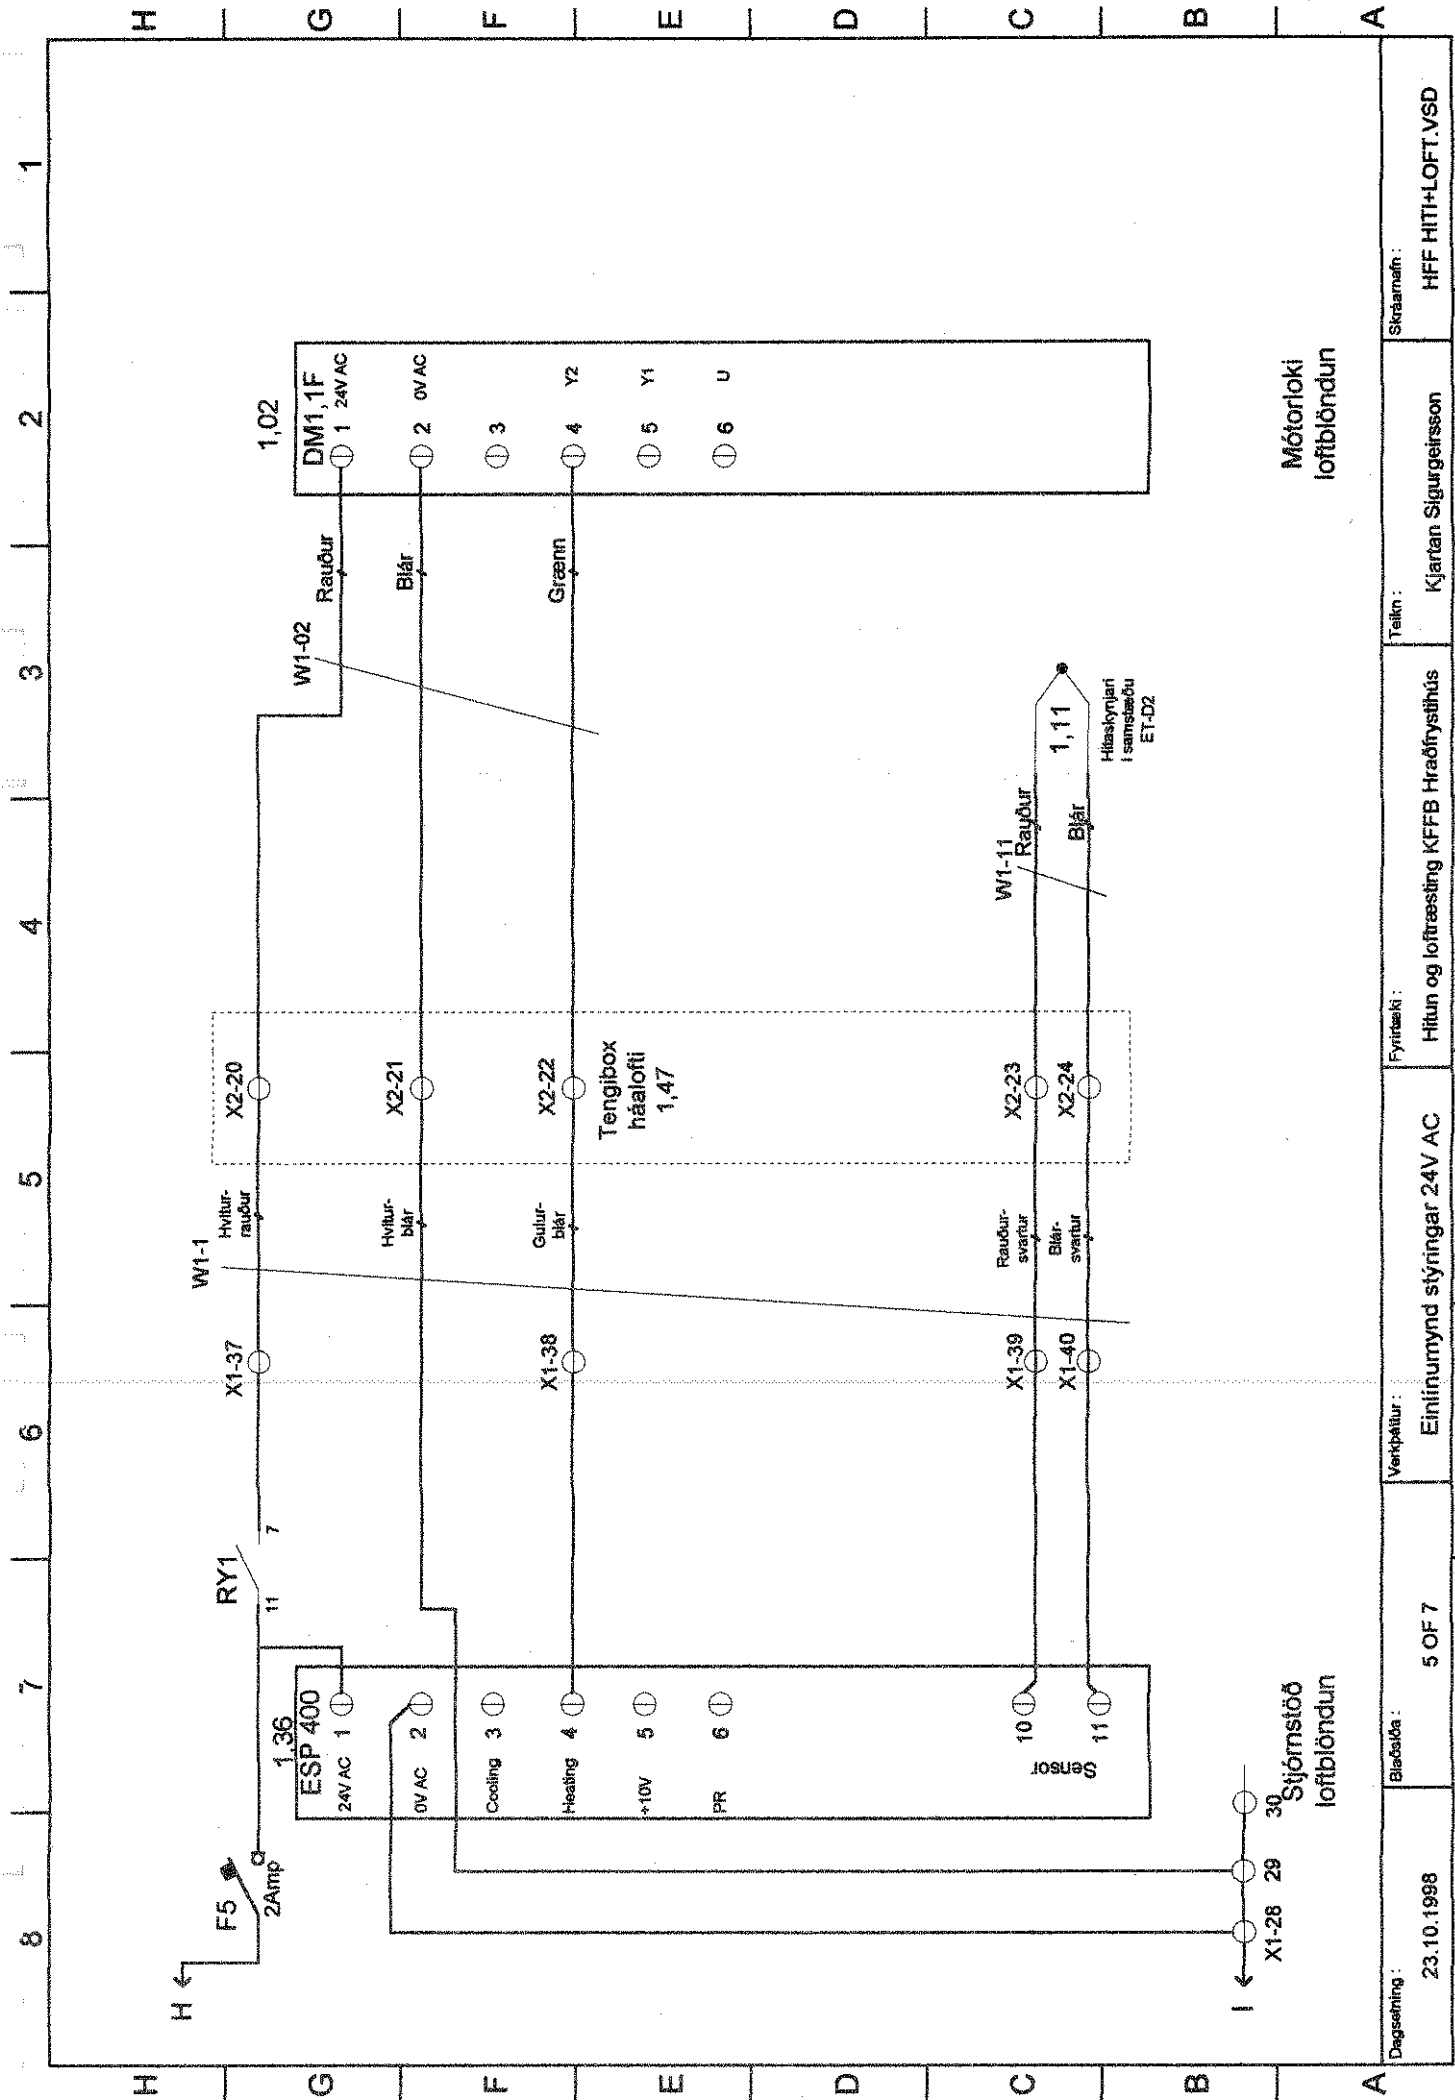 8 7 6 5 4 3 2 1
H
G
F
E
D
C
B
A
H
G
F
E
D
C
B
A
H
F5
2Amp
RY1
11
7
X1-37
W1-1
Hvítur-
rauður
X2-20
W1-02
Rauður
1,02
DM1,1F
1 24V AC
1,36
ESP 400
24V AC 1
0V AC 2
Cooling 3
Heating 4
+10V 5
PR 6
10
11
Sensor
Hvítur-
blár
X2-21
Blár
2 0V AC
3
X1-38
Gulur-
blár
X2-22
Grænn
4 Y2
5 Y1
6 U
Tengibox
háalofti
1,47
X1-39
Rauður-
svartur
X2-23
W1-11
Rauður
X1-40
Blár-
svartur
X2-24
Blár
1,11
Hitaskynjari
í samstæðu
ET-D2
I
X1-28
29
30
Stjórnstöð
loftblöndun
Mótorloki
loftblöndun
Dagsetning :
23.10.1998
Blaðsíða :
5 OF 7
Verkþáttur :
Einlínumynd stýringar 24V AC
Fyrirtæki :
Hitun og loftræsting KFFB Hraðfrystihús
Teikn :
Kjartan Sigurgeirsson
Skráarnafn :
HFF HITI+LOFT.VSD